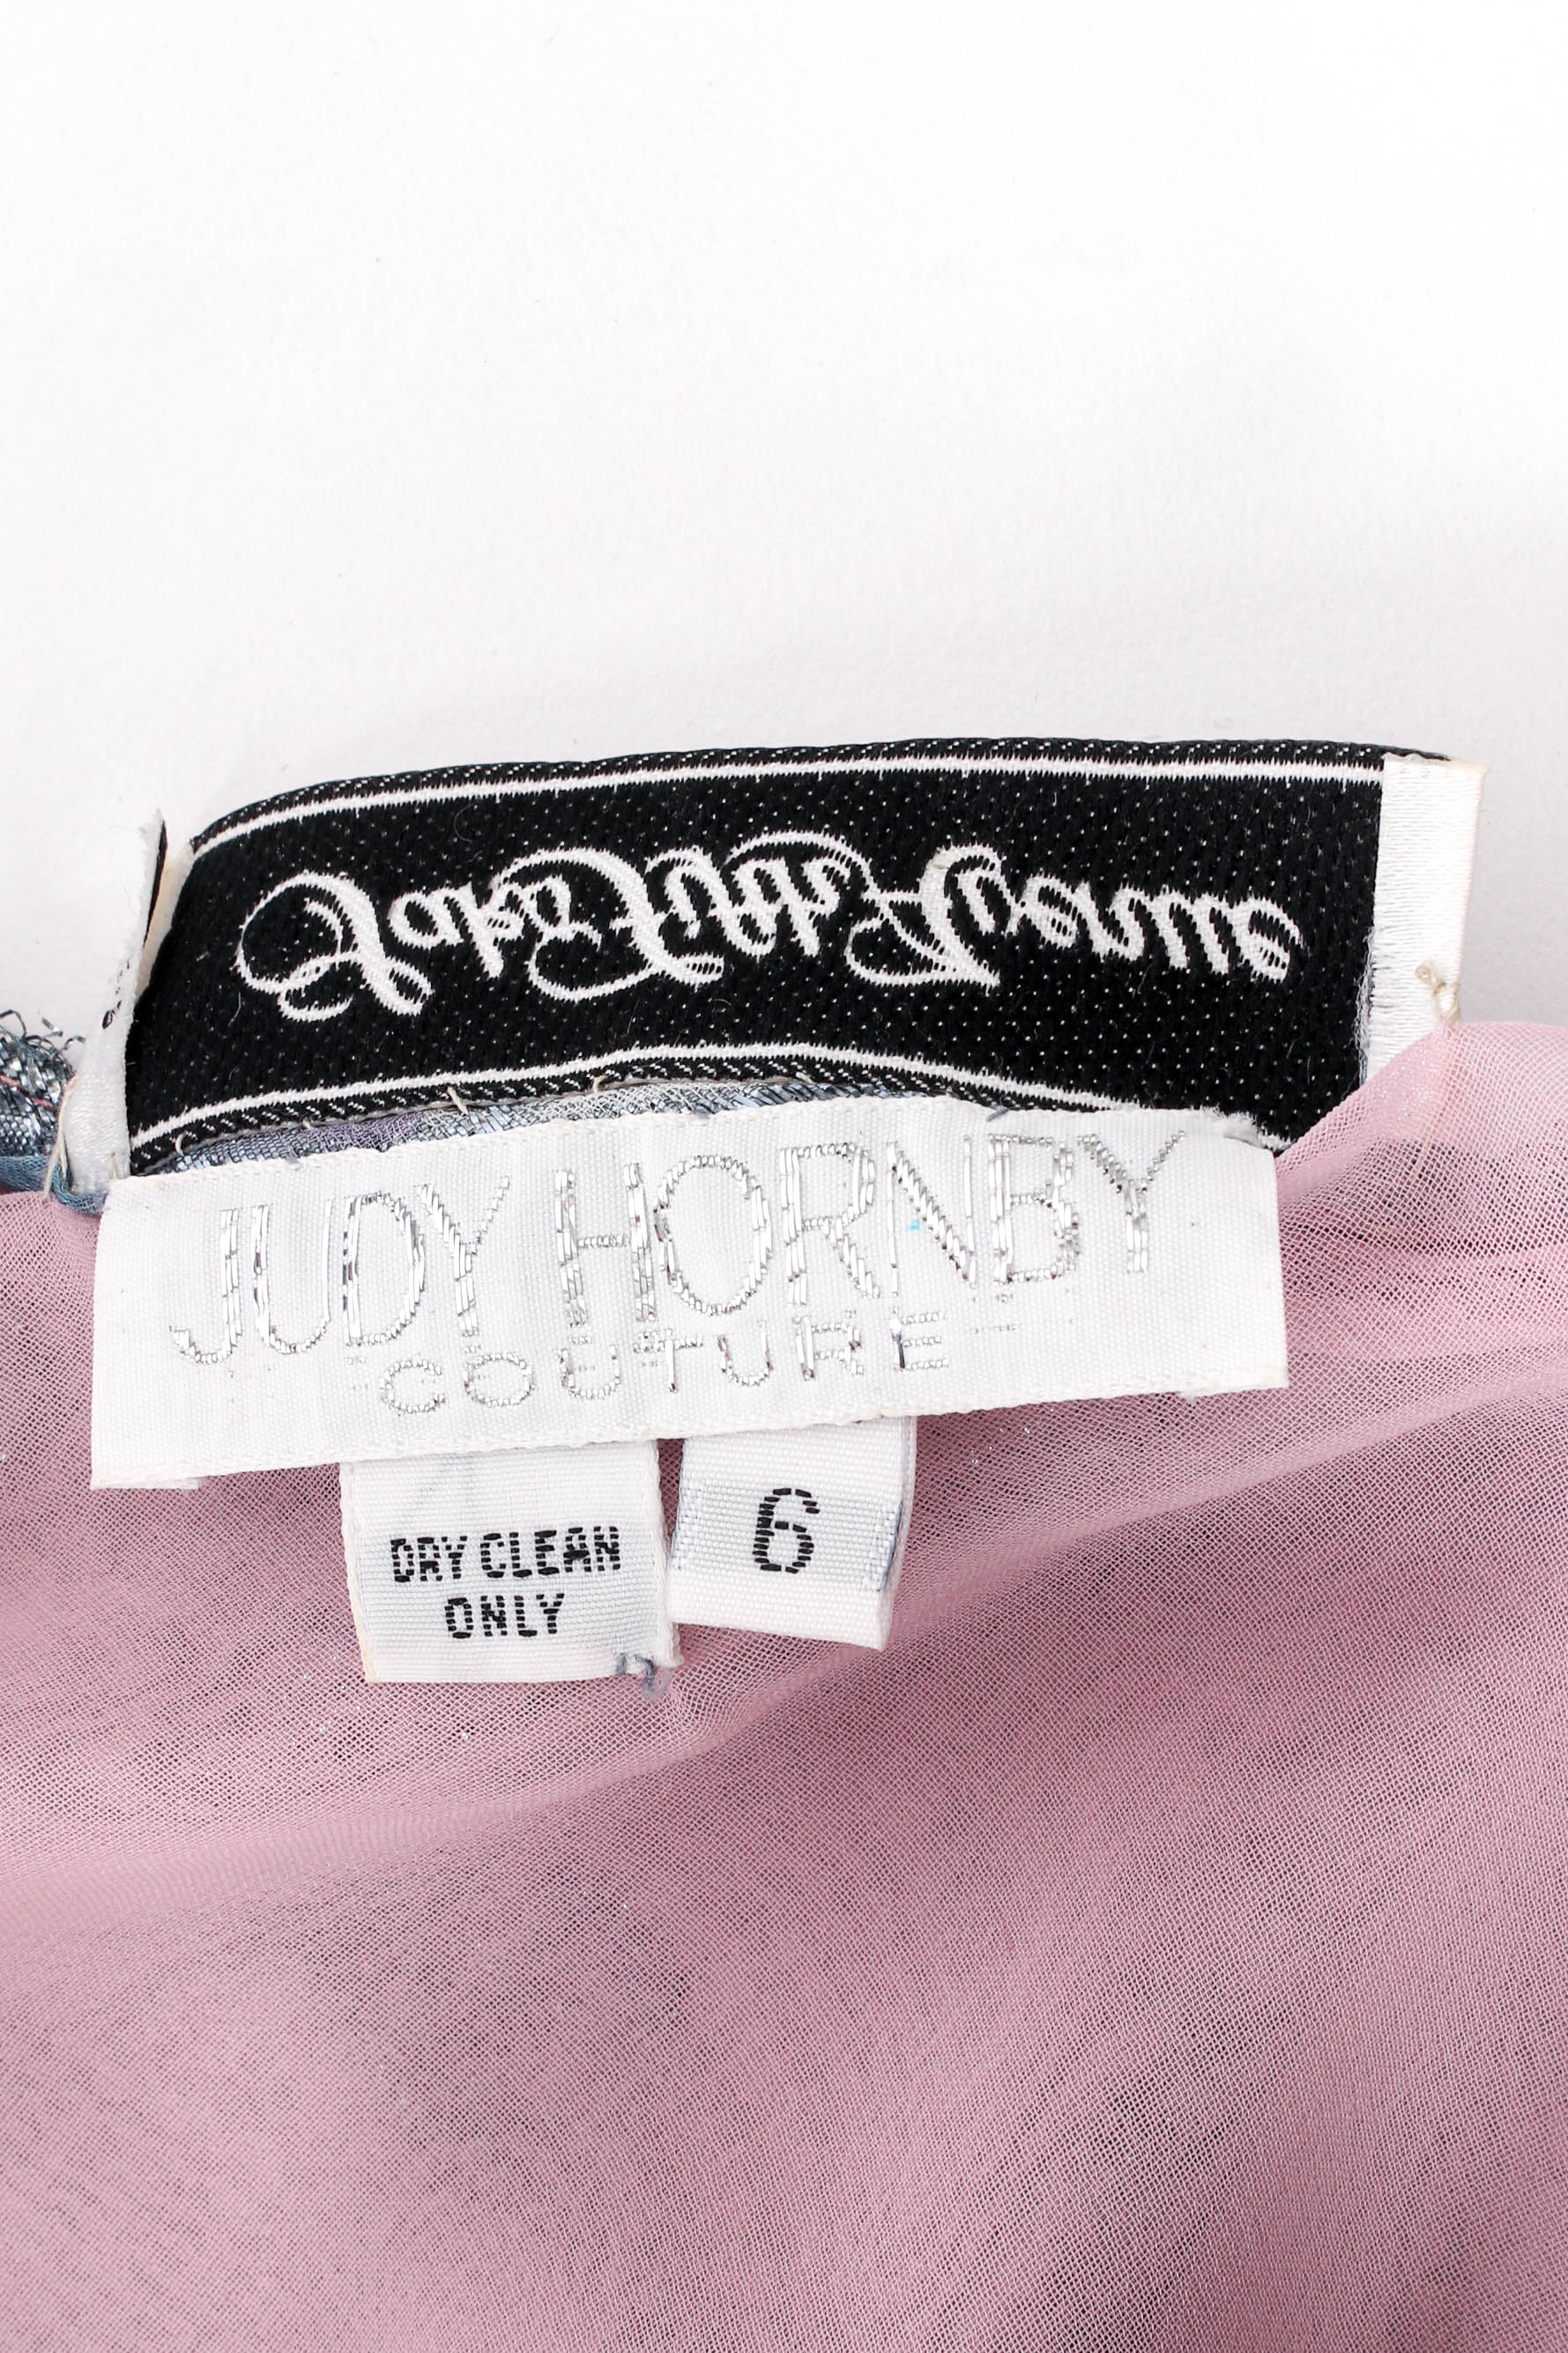 Saks Fifth Avenue
JUDY HORNBY
COUTURE
DRY CLEAN
ONLY
6